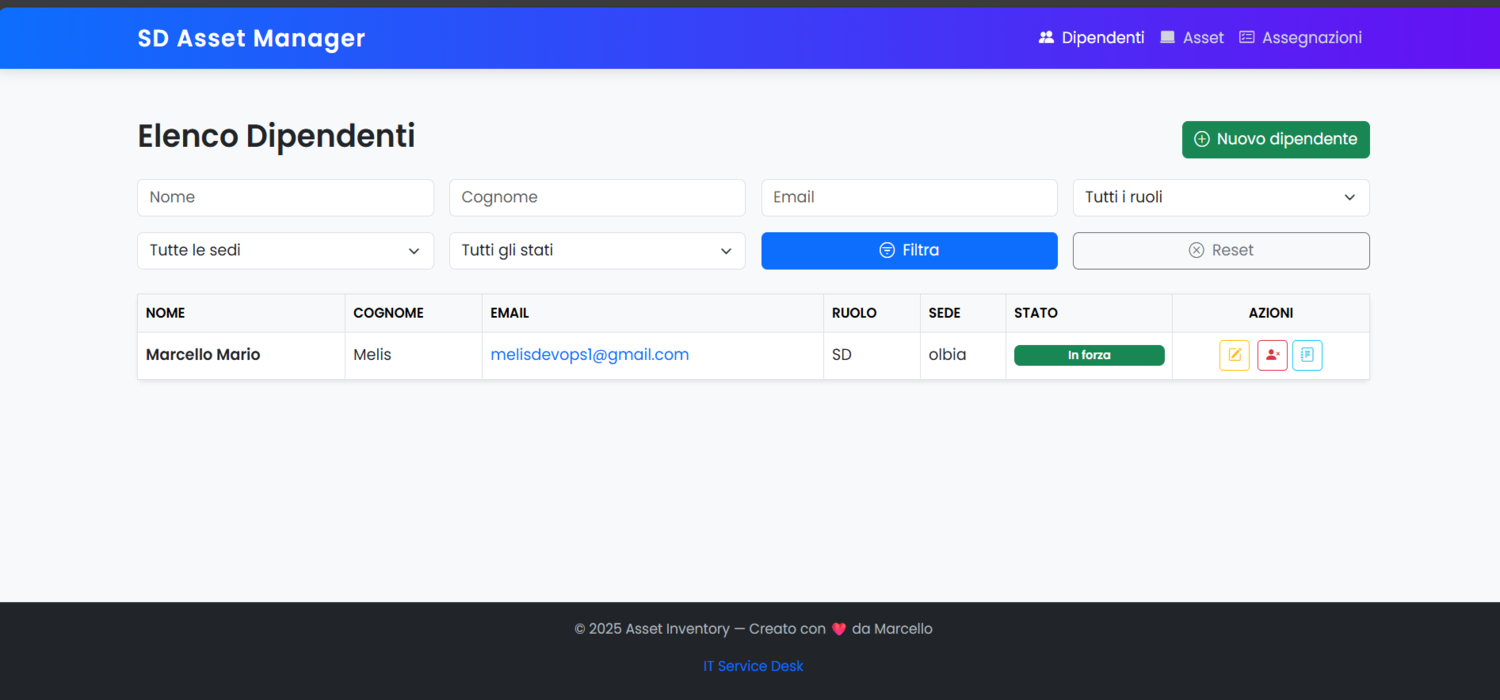 SD Asset Manager
Dipendenti Asset Assegnazioni
Elenco Dipendenti
Nuovo dipendente
Nome Cognome Email Tutti i ruoli
Tutte le sedi Tutti gli stati Filtra Reset
NOME COGNOME EMAIL RUOLO SEDE STATO AZIONI
Marcello Mario Melis melisdevops1@gmail.com SD olbia In forza
© 2025 Asset Inventory — Creato con ❤️ da Marcello
IT Service Desk